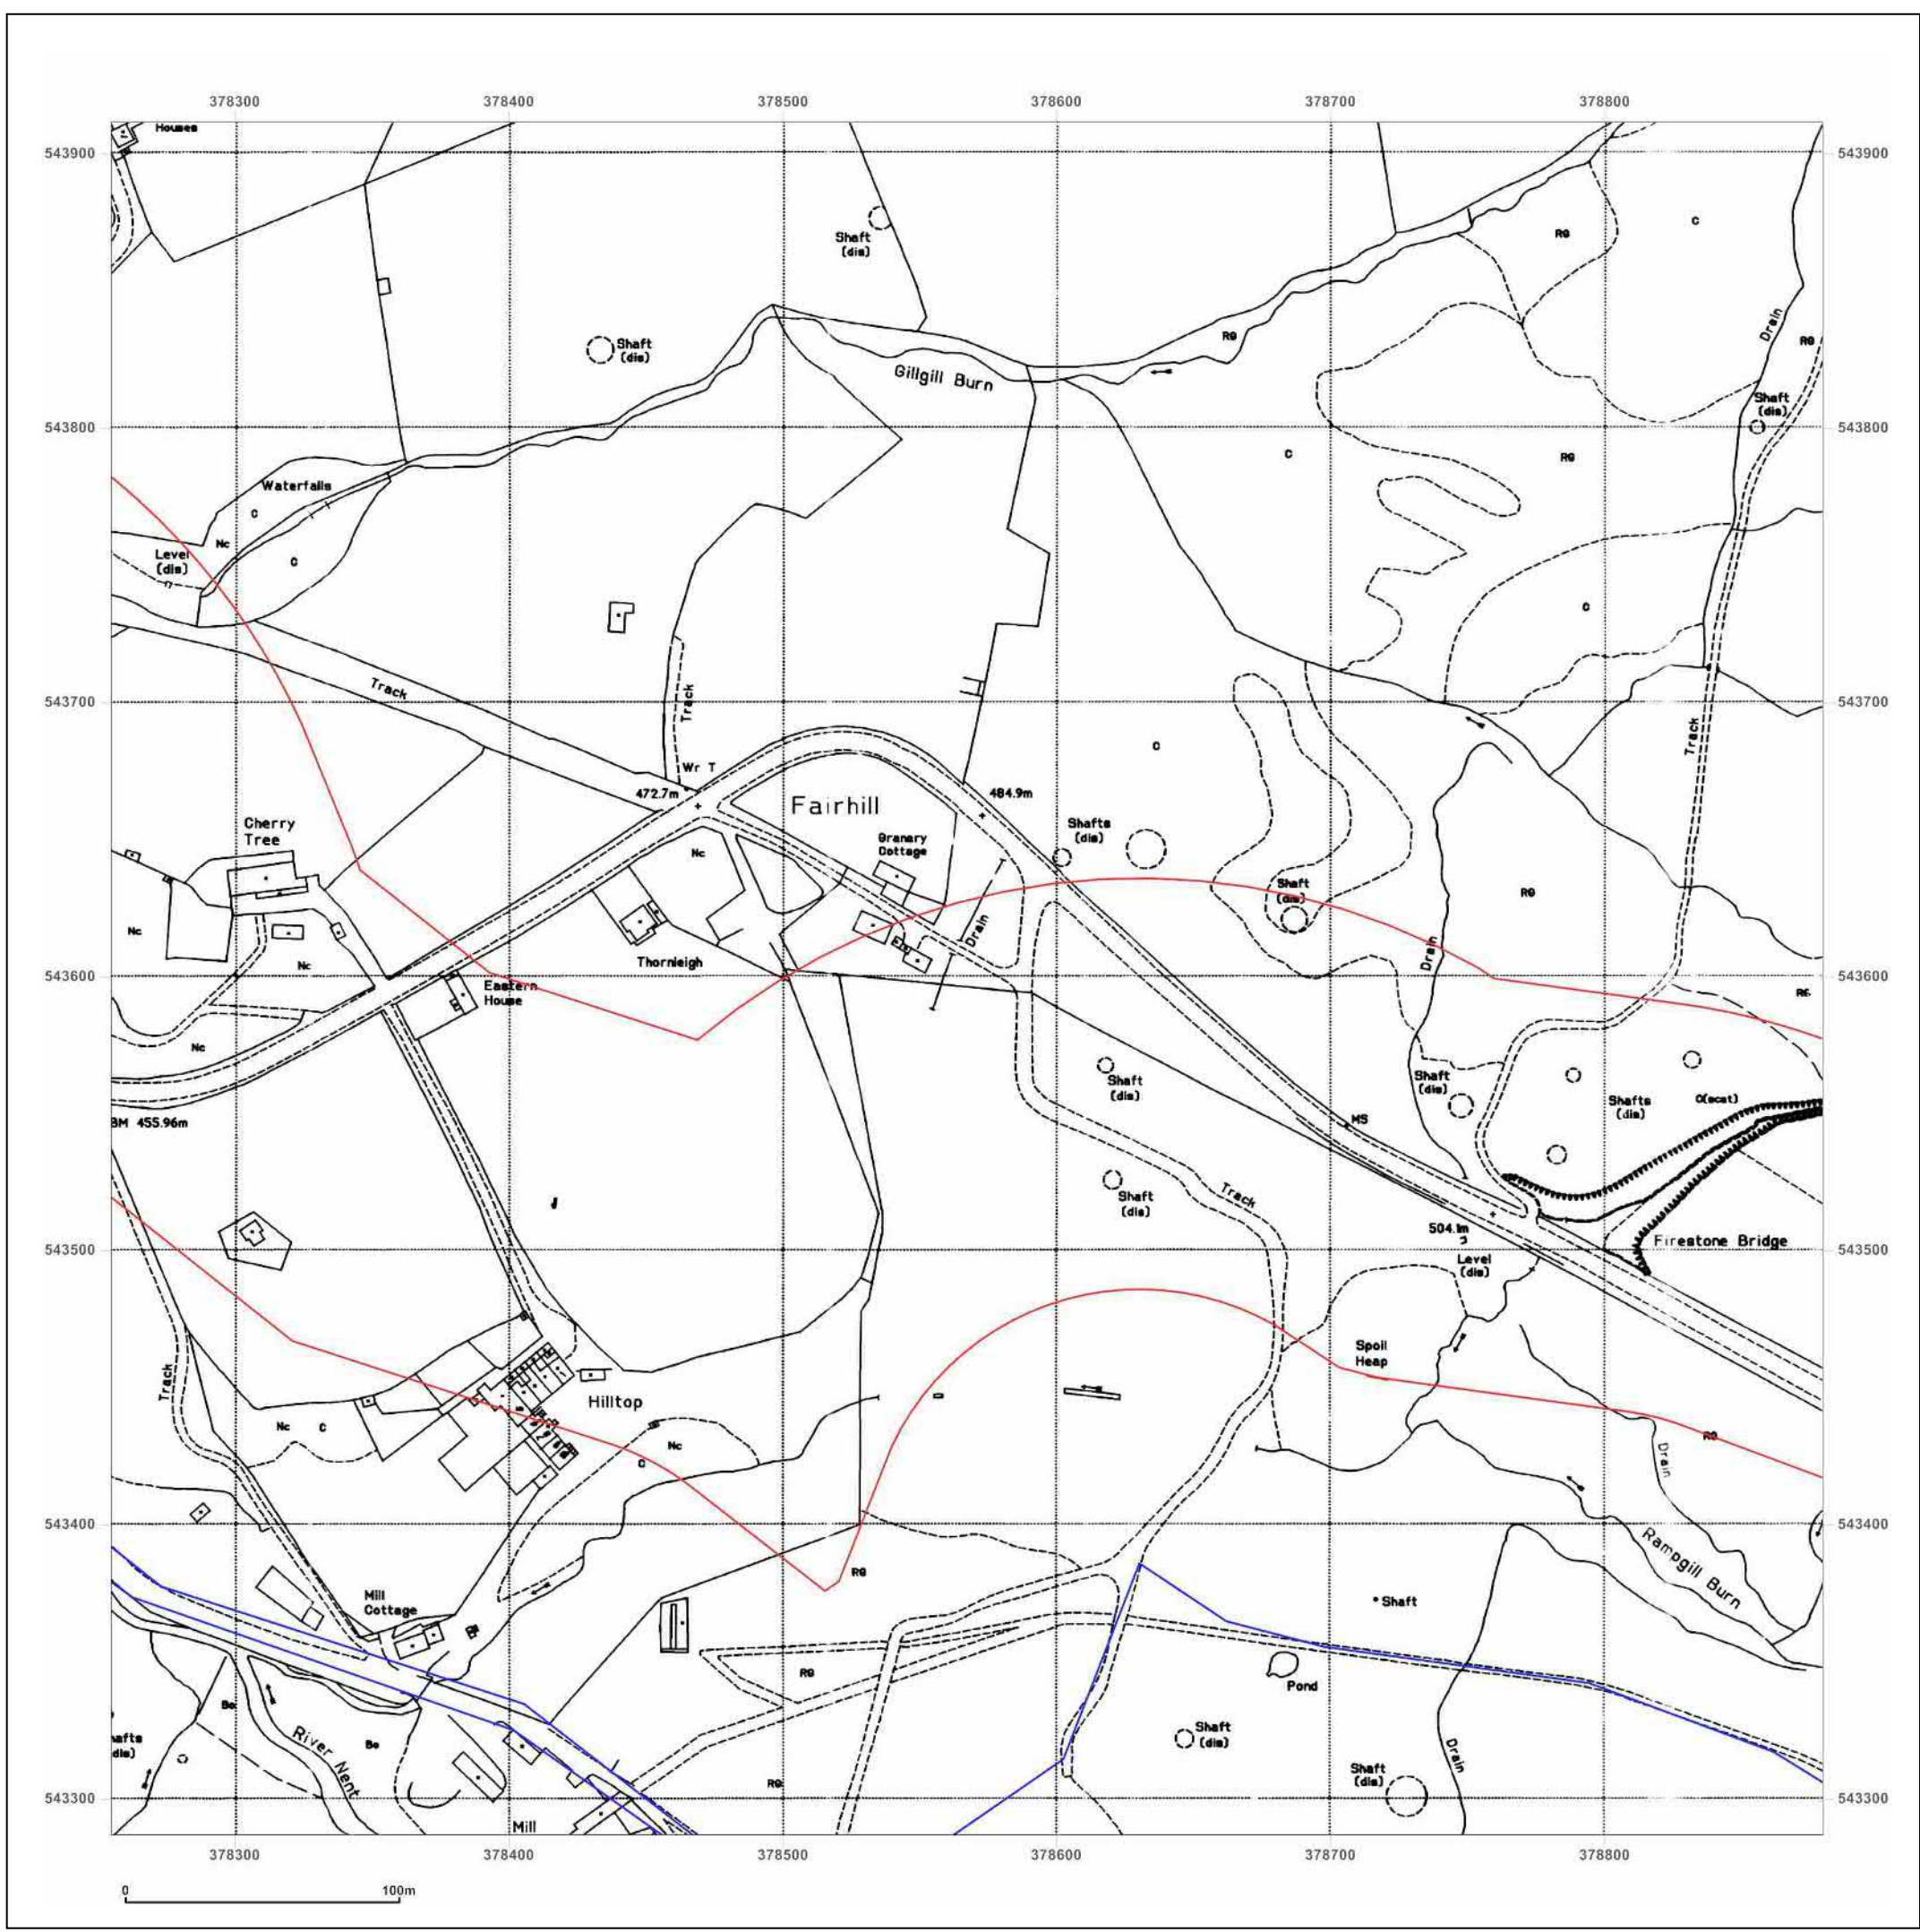 378300 378400 378500 378600 378700 378800
Houses
543900 543900
Shaft
(dis)
RG
C
Drain
RG
RG
Shaft
(dis)
Gillgill Burn
Shaft
(dis)
543800 543800
C
RG
Waterfalls
C
Nc
Level
(dis)
C
C
Track
Track
543700 543700
Track
C
Wr T
472.7m
484.9m
Fairhill
Cherry
Tree
Shafts
(dis)
Granary
Cottage
Nc
Shaft
(dis)
RG
Nc
Drain
Drain
Nc
Thornleigh
543600 543600
Eastern
House
RG
Nc
Shaft
(dis)
Shaft
(dis)
Shafts
(dis)
C(scat)
BM 455.96m
MS
Shaft
(dis)
Track
504.1m
543500 543500
Firestone Bridge
Level
(dis)
Spoil
Heap
Track
Hilltop
Nc
C
Nc
C
RG
Drain
543400 543400
Rampgill Burn
RG
Mill
Cottage
Shaft
RG
Pond
Bo
River Nent
Bo
Shaft
(dis)
hafts
dis)
Drain
Shaft
(dis)
RG
543300 543300
Mill
378300 378400 378500 378600 378700 378800
0 100m